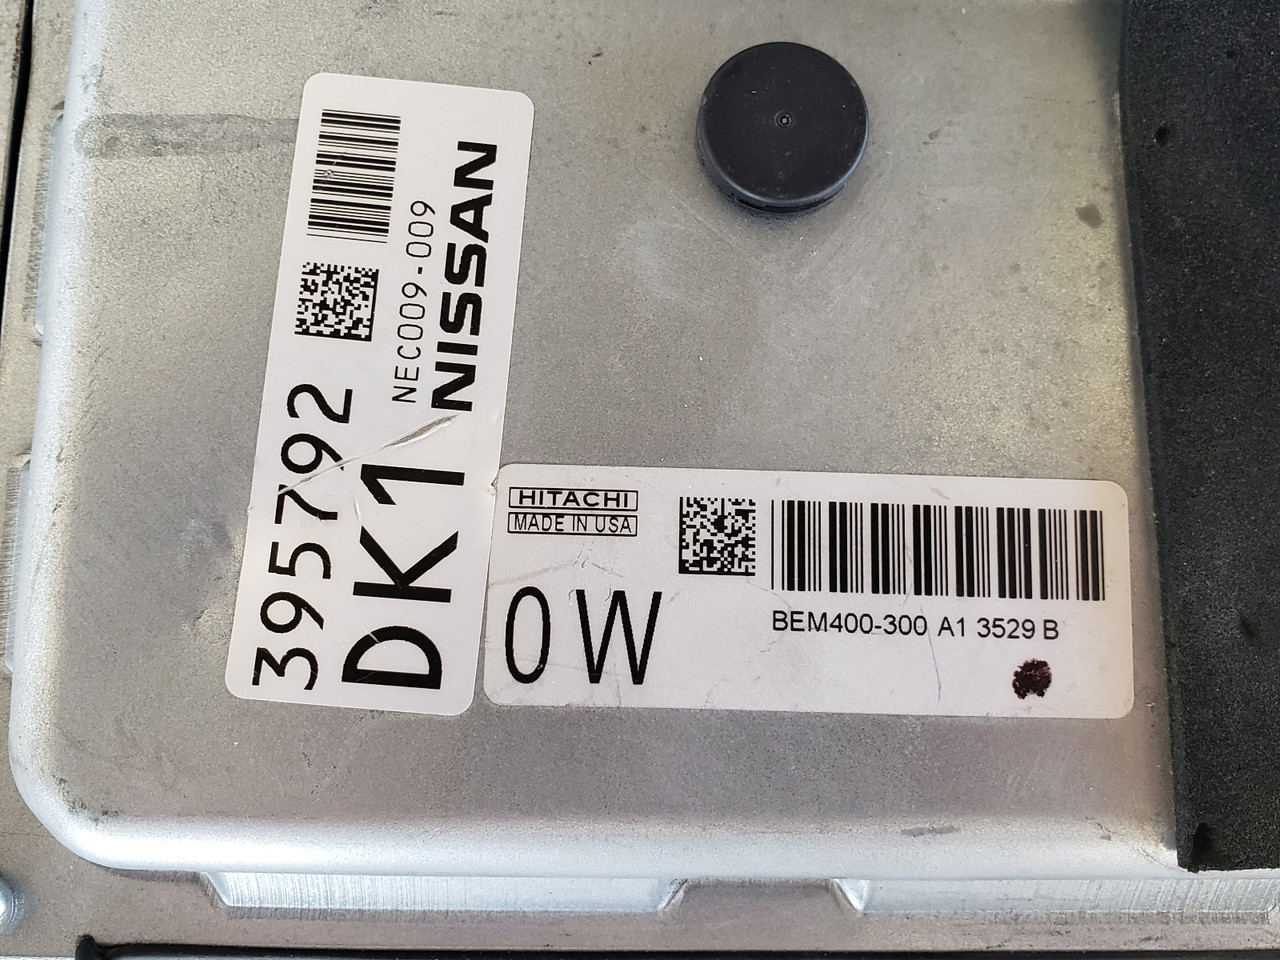 NISSAN
NEC009-009
DK1
395792
HITACHI
MADE IN USA
0W
BEM400-300 A1 3529 B